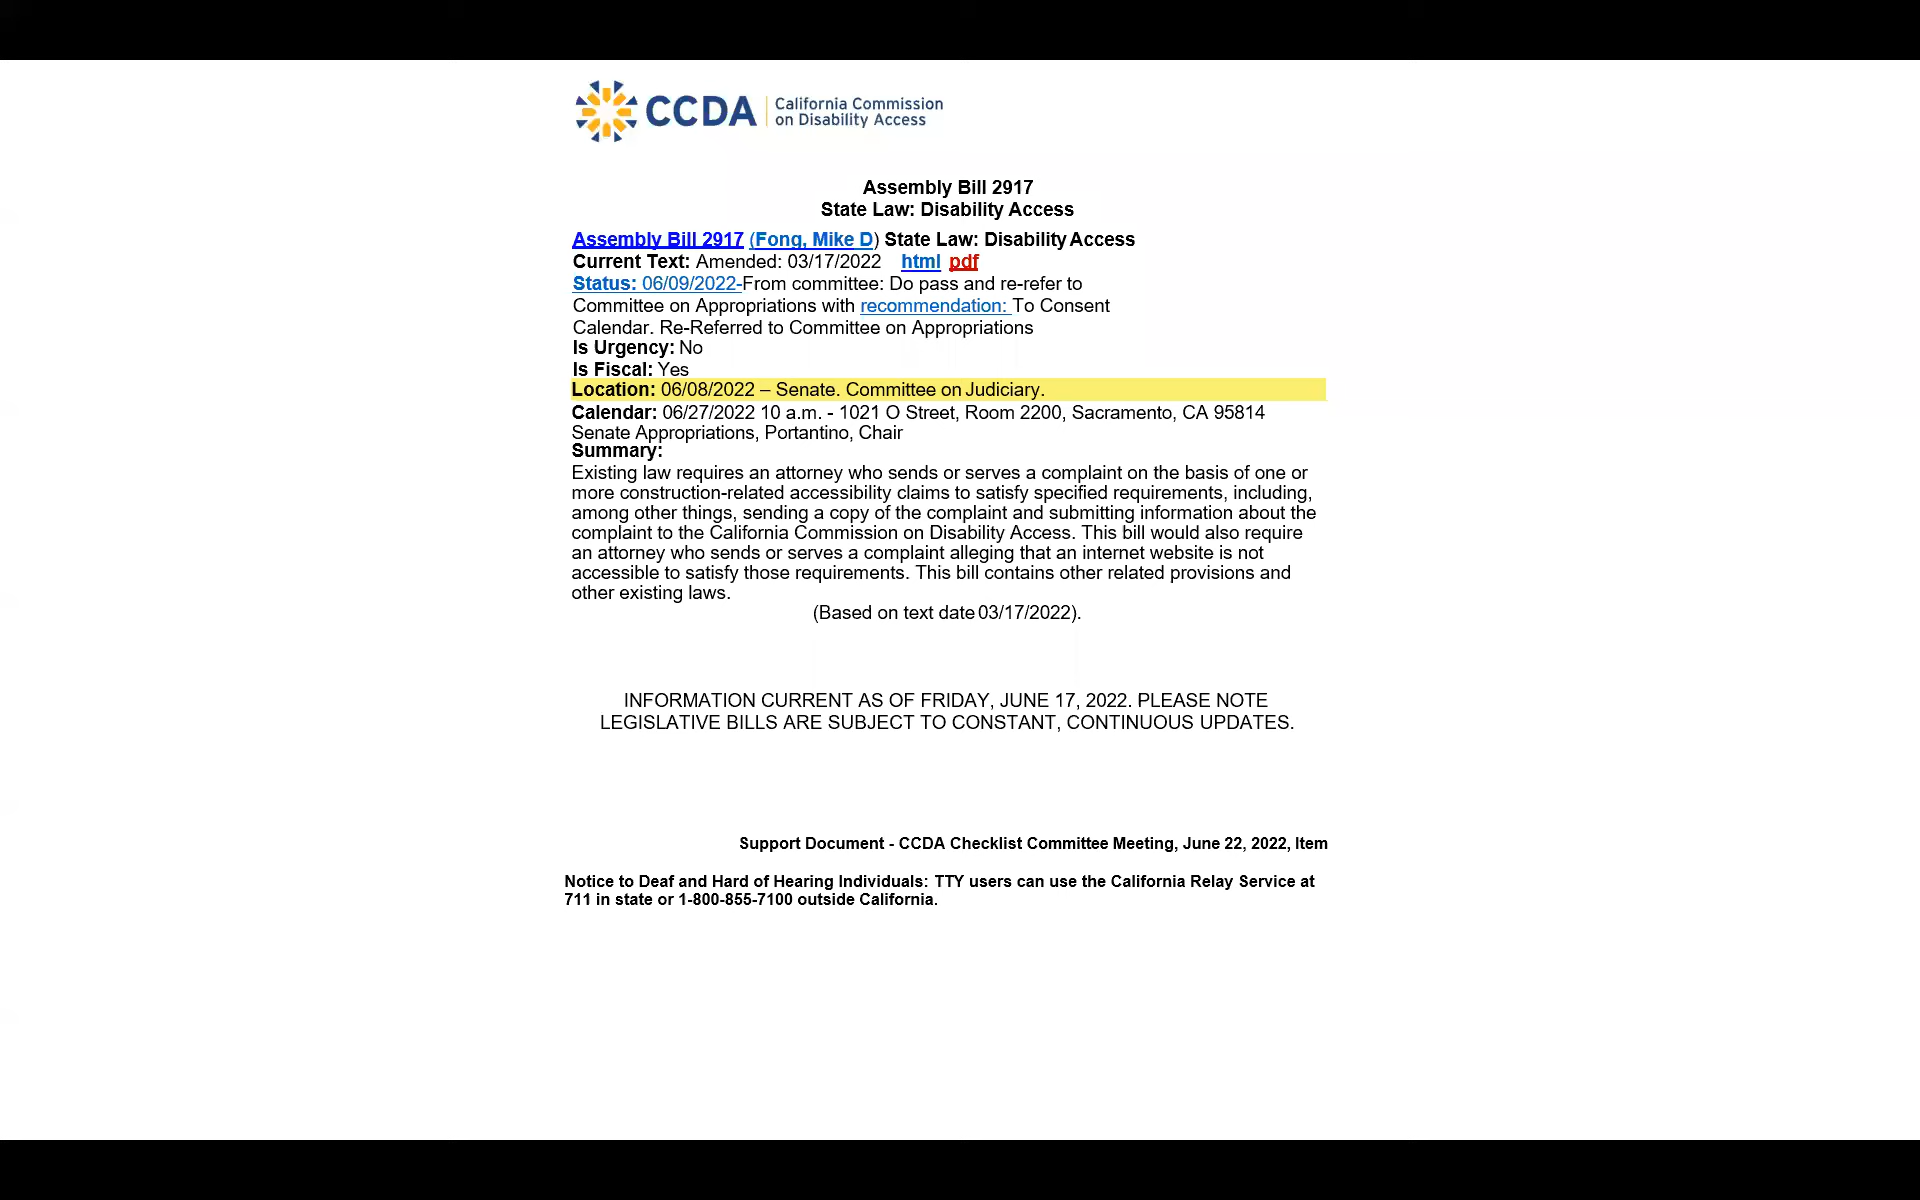 CCDA California Commission
on Disability Access
Assembly Bill 2917
State Law: Disability Access
Assembly Bill 2917 (Fong, Mike D) State Law: Disability Access
Current Text: Amended: 03/17/2022 html pdf
Status: 06/09/2022-From committee: Do pass and re-refer to
Committee on Appropriations with recommendation: To Consent
Calendar. Re-Referred to Committee on Appropriations
Is Urgency: No
Is Fiscal: Yes
Location: 06/08/2022 – Senate. Committee on Judiciary.
Calendar: 06/27/2022 10 a.m. - 1021 O Street, Room 2200, Sacramento, CA 95814
Senate Appropriations, Portantino, Chair
Summary:
Existing law requires an attorney who sends or serves a complaint on the basis of one or
more construction-related accessibility claims to satisfy specified requirements, including,
among other things, sending a copy of the complaint and submitting information about the
complaint to the California Commission on Disability Access. This bill would also require
an attorney who sends or serves a complaint alleging that an internet website is not
accessible to satisfy those requirements. This bill contains other related provisions and
other existing laws.
(Based on text date 03/17/2022).
INFORMATION CURRENT AS OF FRIDAY, JUNE 17, 2022. PLEASE NOTE
LEGISLATIVE BILLS ARE SUBJECT TO CONSTANT, CONTINUOUS UPDATES.
Support Document - CCDA Checklist Committee Meeting, June 22, 2022, Item
Notice to Deaf and Hard of Hearing Individuals: TTY users can use the California Relay Service at
711 in state or 1-800-855-7100 outside California.